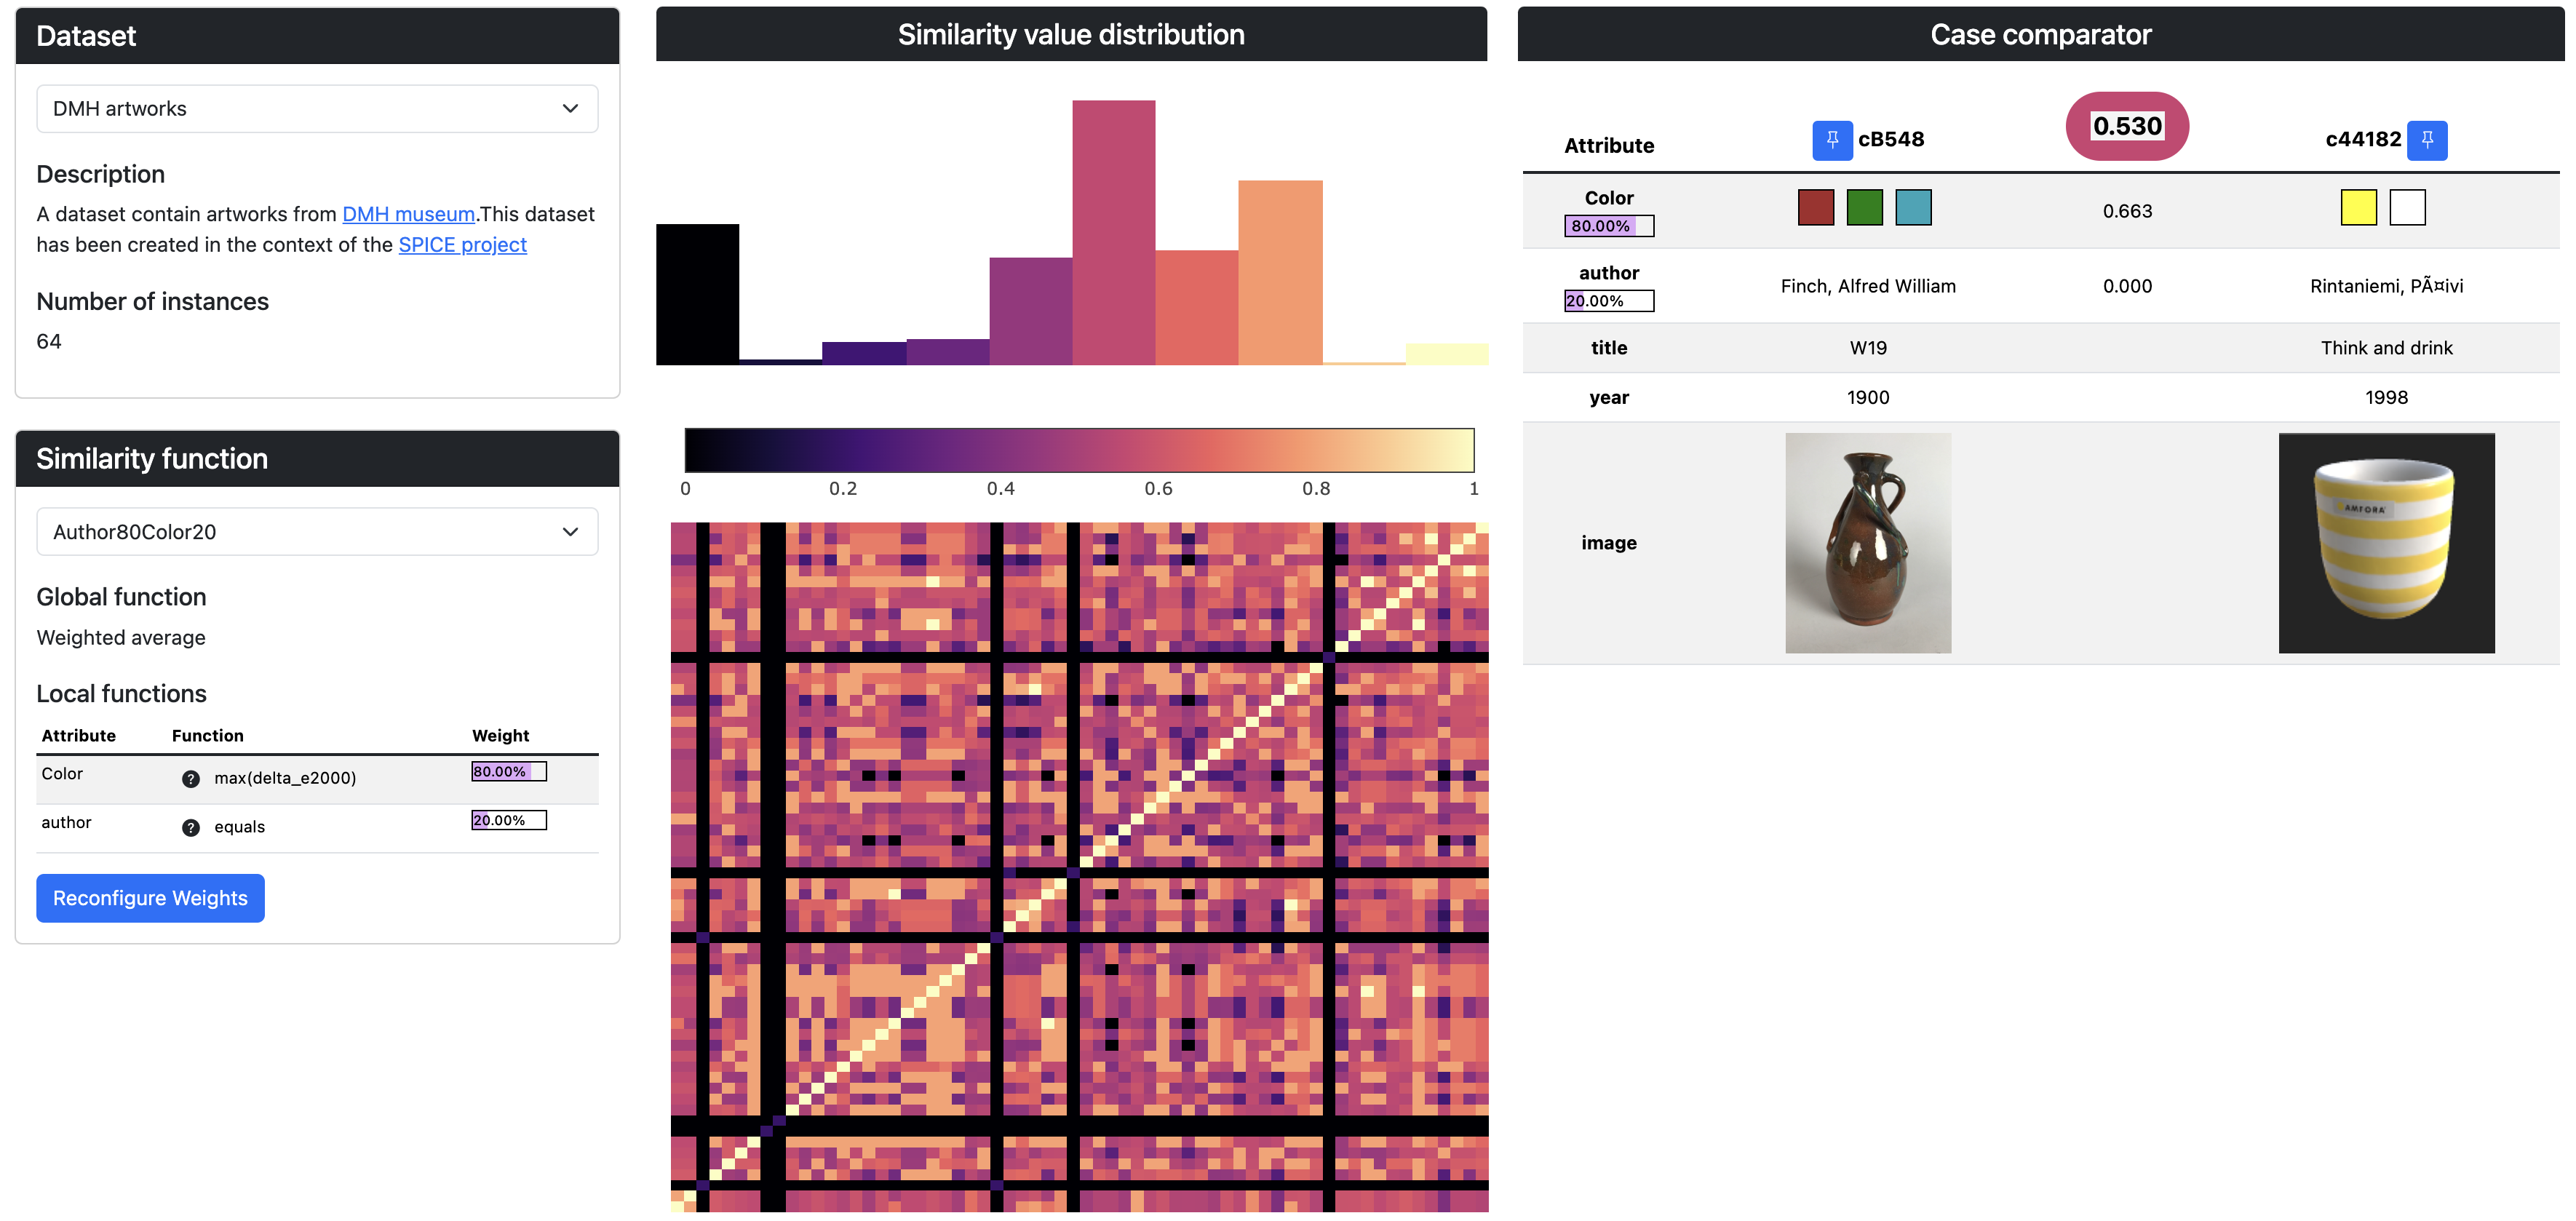 Dataset
DMH artworks
Description
A dataset contain artworks from DMH museum.This dataset
has been created in the context of the SPICE project
Number of instances
64
Similarity function
Author80Color20
Global function
Weighted average
Local functions
Attribute Function Weight
Color ? max(delta_e2000) 80.00%
author ? equals 20.00%
Reconfigure Weights
Similarity value distribution
0 0.2 0.4 0.6 0.8 1
Case comparator
Attribute cB548 0.530 c44182
Color
80.00% 0.663
author
20.00% Finch, Alfred William 0.000 Rintaniemi, PÃ¤ivi
title W19 Think and drink
year 1900 1998
image
AMFORA